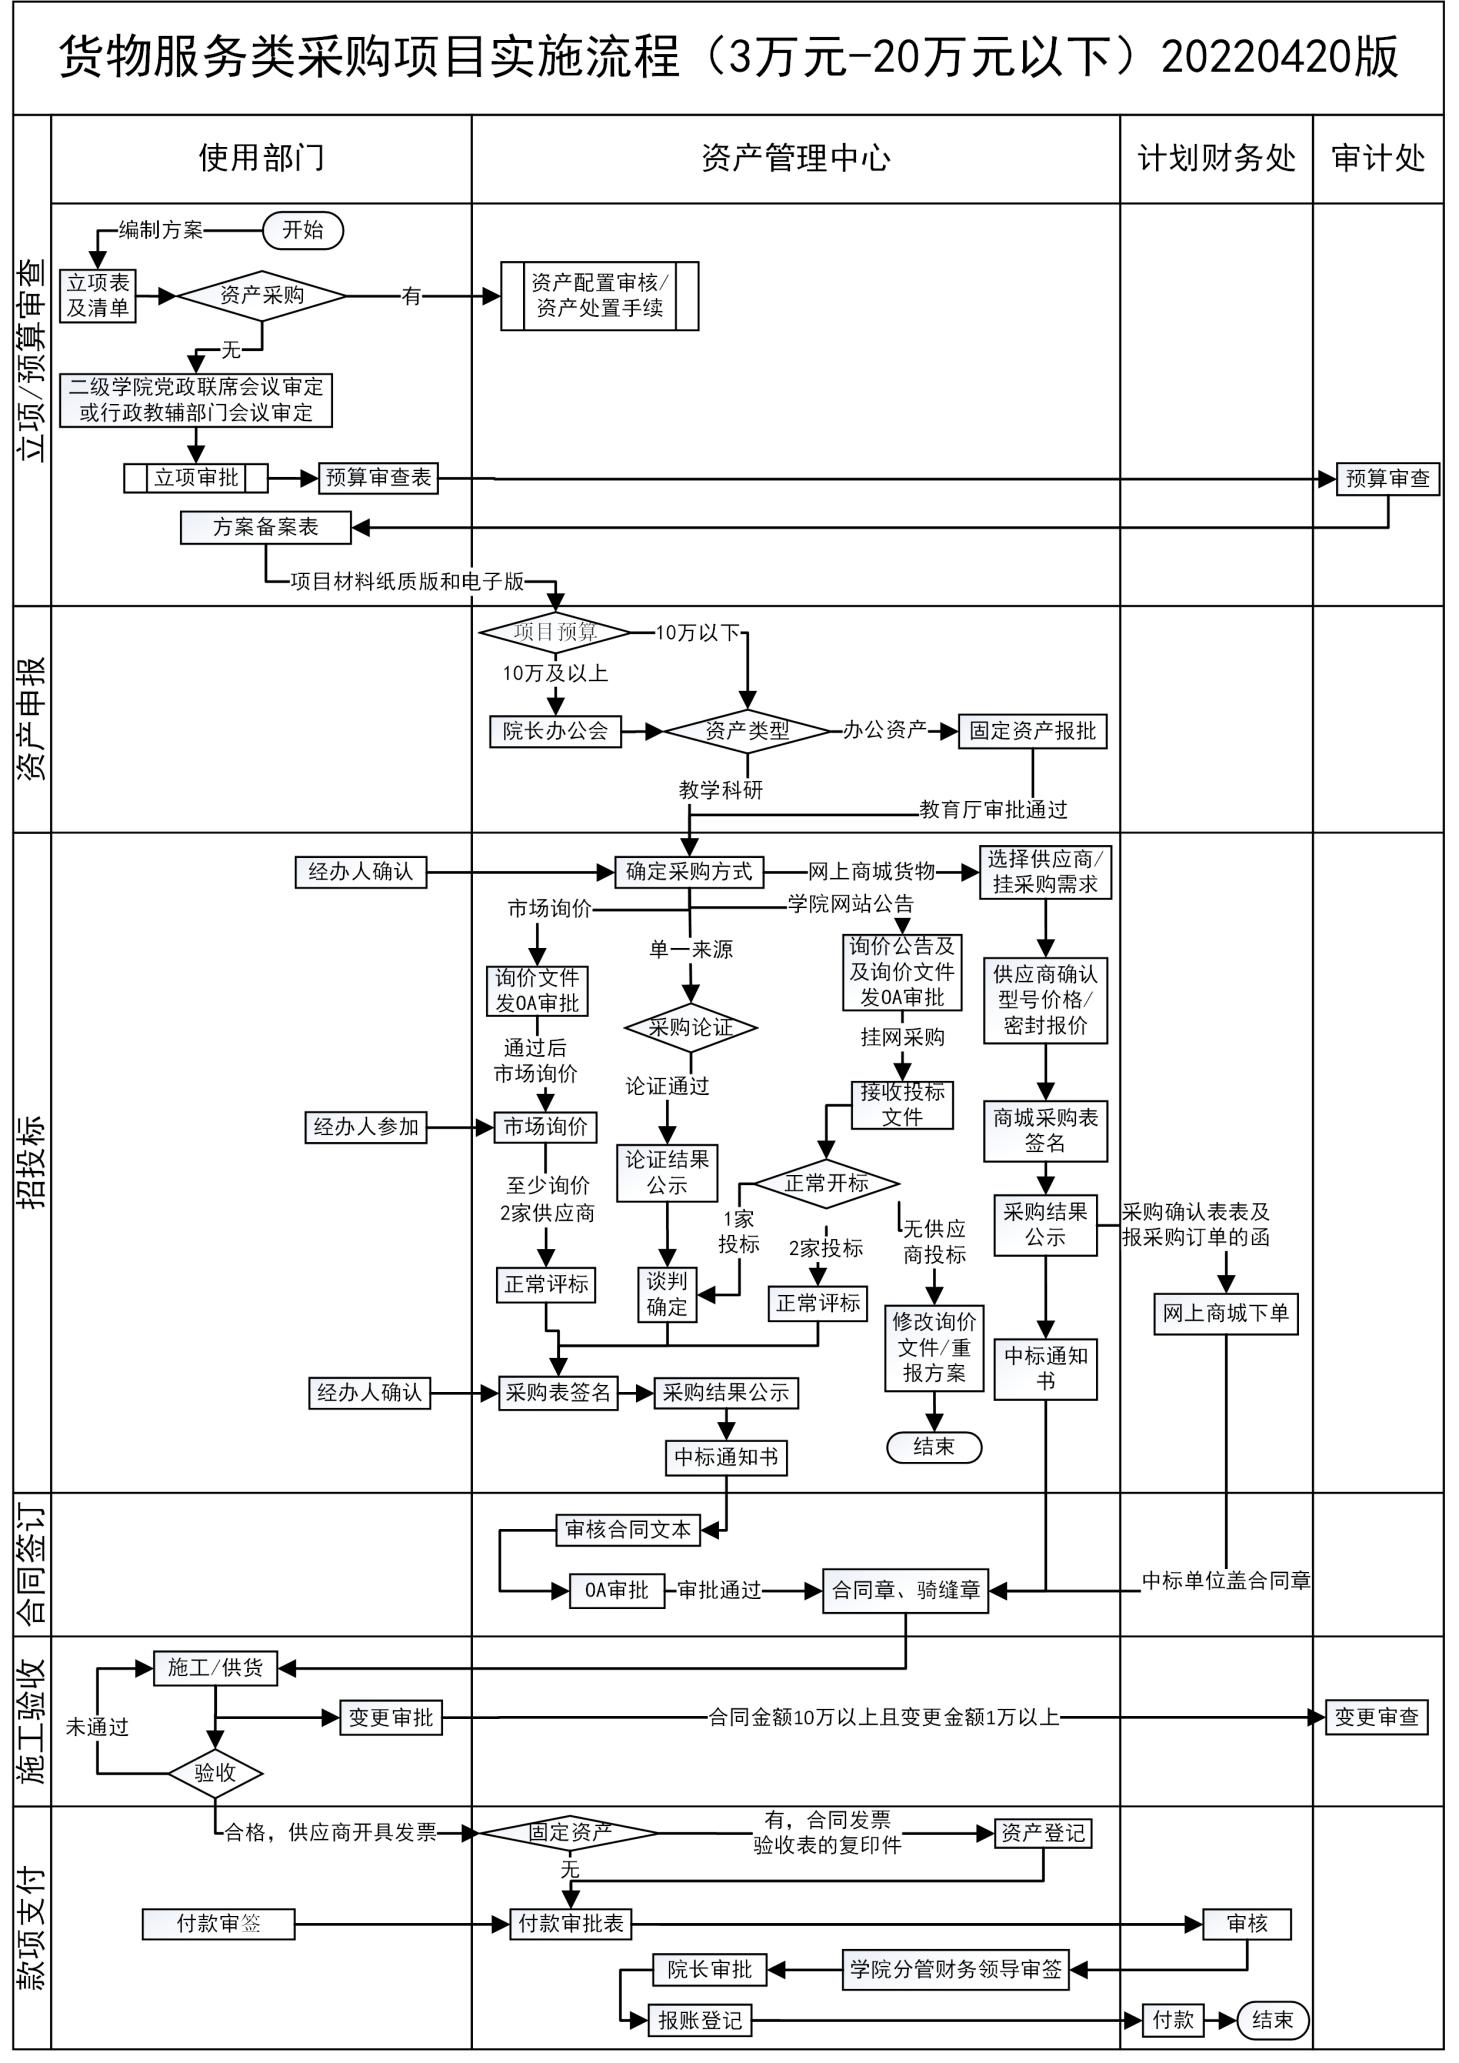 货物服务类采购项目实施流程（3万元-20万元以下）20220420版
使用部门
资产管理中心
计划财务处
审计处
立项/预算审查
编制方案
开始
立项表
及清单
资产采购
有
资产配置审核/
资产处置手续
无
二级学院党政联席会议审定
或行政教辅部门会议审定
立项审批
预算审查表
预算审查
方案备案表
项目材料纸质版和电子版
资产申报
项目预算
10万以下
10万及以上
院长办公会
资产类型
办公资产
固定资产报批
教学科研
教育厅审批通过
招投标
经办人确认
确定采购方式
网上商城货物
选择供应商/
挂采购需求
市场询价
学院网站公告
单一来源
询价文件
发OA审批
询价公告及
及询价文件
发OA审批
供应商确认
型号价格/
密封报价
采购论证
挂网采购
通过后
市场询价
论证通过
接收投标
文件
商城采购表
签名
经办人参加
市场询价
论证结果
公示
正常开标
至少询价
2家供应商
1家
投标
2家投标
无供应
商投标
采购结果
公示
采购确认表表及
报采购订单的函
正常评标
谈判
确定
正常评标
修改询价
文件/重
报方案
网上商城下单
中标通知
书
经办人确认
采购表签名
采购结果公示
结束
中标通知书
合同签订
审核合同文本
OA审批
审批通过
合同章、骑缝章
中标单位盖合同章
施工验收
施工/供货
未通过
变更审批
合同金额10万以上且变更金额1万以上
变更审查
验收
款项支付
合格，供应商开具发票
固定资产
有，合同发票
验收表的复印件
资产登记
无
付款审签
付款审批表
审核
院长审批
学院分管财务领导审签
报账登记
付款
结束